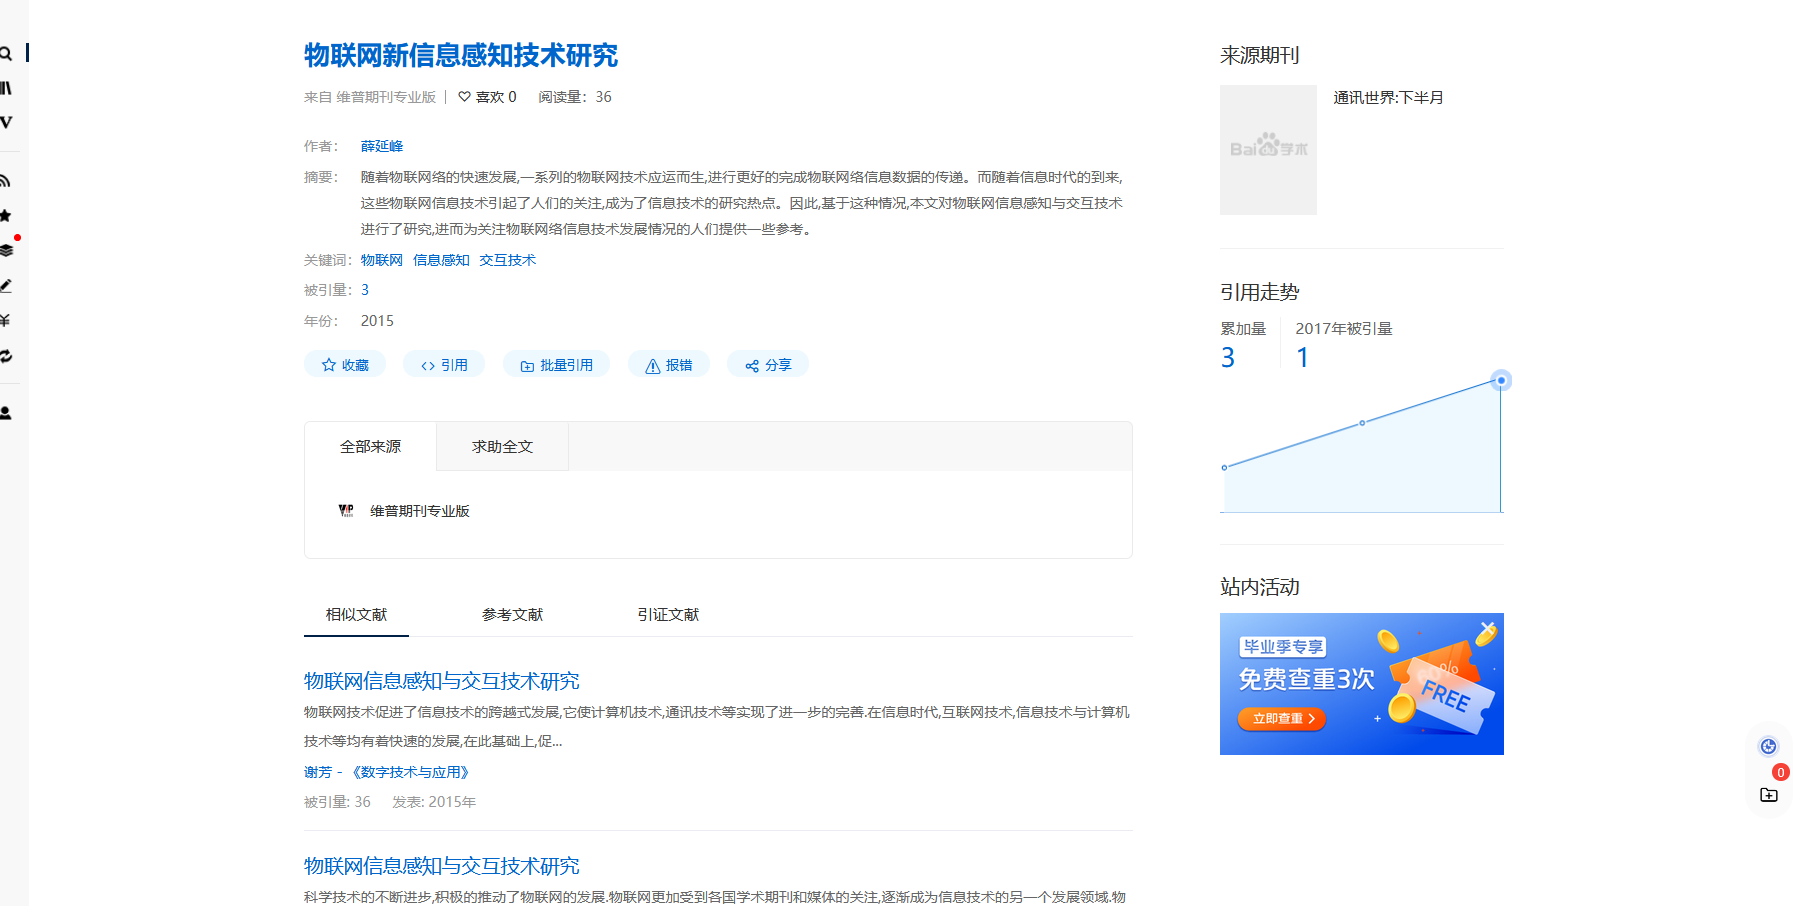 物联网新信息感知技术研究
来自 维普期刊专业版 喜欢 0 阅读量：36
作者： 薛延峰
摘要： 随着物联网络的快速发展,一系列的物联网技术应运而生,进行更好的完成物联网络信息数据的传递。而随着信息时代的到来,
这些物联网信息技术引起了人们的关注,成为了信息技术的研究热点。因此,基于这种情况,本文对物联网信息感知与交互技术
进行了研究,进而为关注物联网络信息技术发展情况的人们提供一些参考。
关键词： 物联网 信息感知 交互技术
被引量： 3
年份： 2015
收藏 引用 批量引用 报错 分享
全部来源 求助全文
VIP 维普期刊专业版
相似文献 参考文献 引证文献
物联网信息感知与交互技术研究
物联网技术促进了信息技术的跨越式发展,它使计算机技术,通讯技术等实现了进一步的完善.在信息时代,互联网技术,信息技术与计算机
技术等均有着快速的发展,在此基础上,促...
谢芳 - 《数字技术与应用》
被引量: 36 发表: 2015年
物联网信息感知与交互技术研究
科学技术的不断进步,积极的推动了物联网的发展.物联网更加受到各国学术期刊和媒体的关注,逐渐成为信息技术的另一个发展领域.物
来源期刊
Bai学术
通讯世界:下半月
引用走势
累加量 2017年被引量
3 1
站内活动
毕业季专享
免费查重3次
立即查重
FREE
0